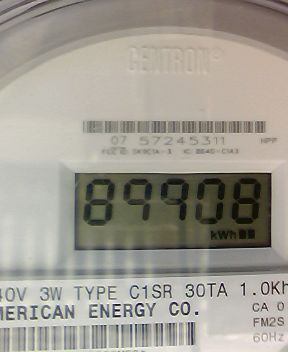 CENTRON®
07 57245311 HPP
89908
kWh
40V 3W TYPE C1SR 30TA 1.0Kh
MERICAN ENERGY CO. CA 0
FM2S
60Hz